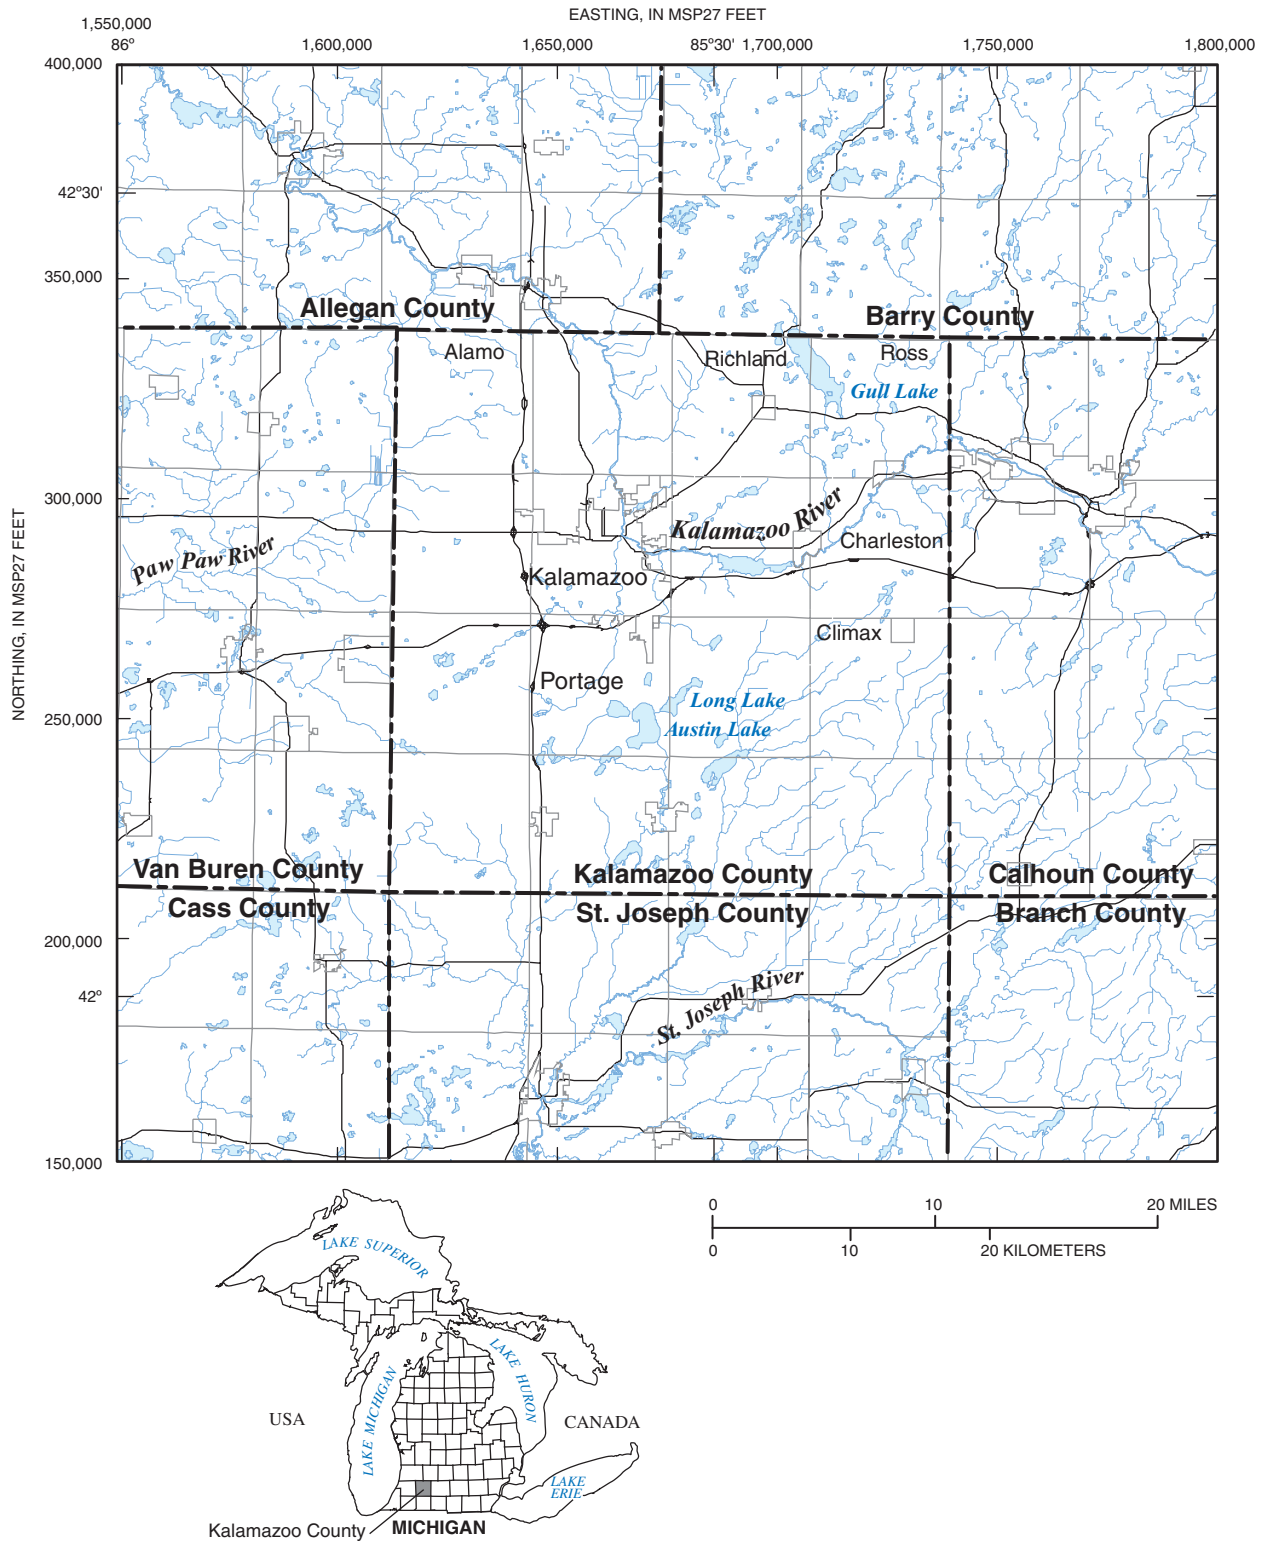 EASTING, IN MSP27 FEET
1,550,000
86° 1,600,000 1,650,000 85°30' 1,700,000 1,750,000 1,800,000
400,000
42°30'
350,000
300,000
250,000
200,000
42°
150,000
NORTHING, IN MSP27 FEET
Allegan County
Barry County
Alamo
Richland
Ross
Gull Lake
Kalamazoo River
Paw Paw River
Charleston
Kalamazoo
Climax
Portage
Long Lake
Austin Lake
Van Buren County
Kalamazoo County
Calhoun County
Cass County
St. Joseph County
Branch County
St. Joseph River
0 10 20 MILES
0 10 20 KILOMETERS
LAKE SUPERIOR
LAKE MICHIGAN
LAKE HURON
USA
CANADA
LAKE
ERIE
Kalamazoo County
MICHIGAN